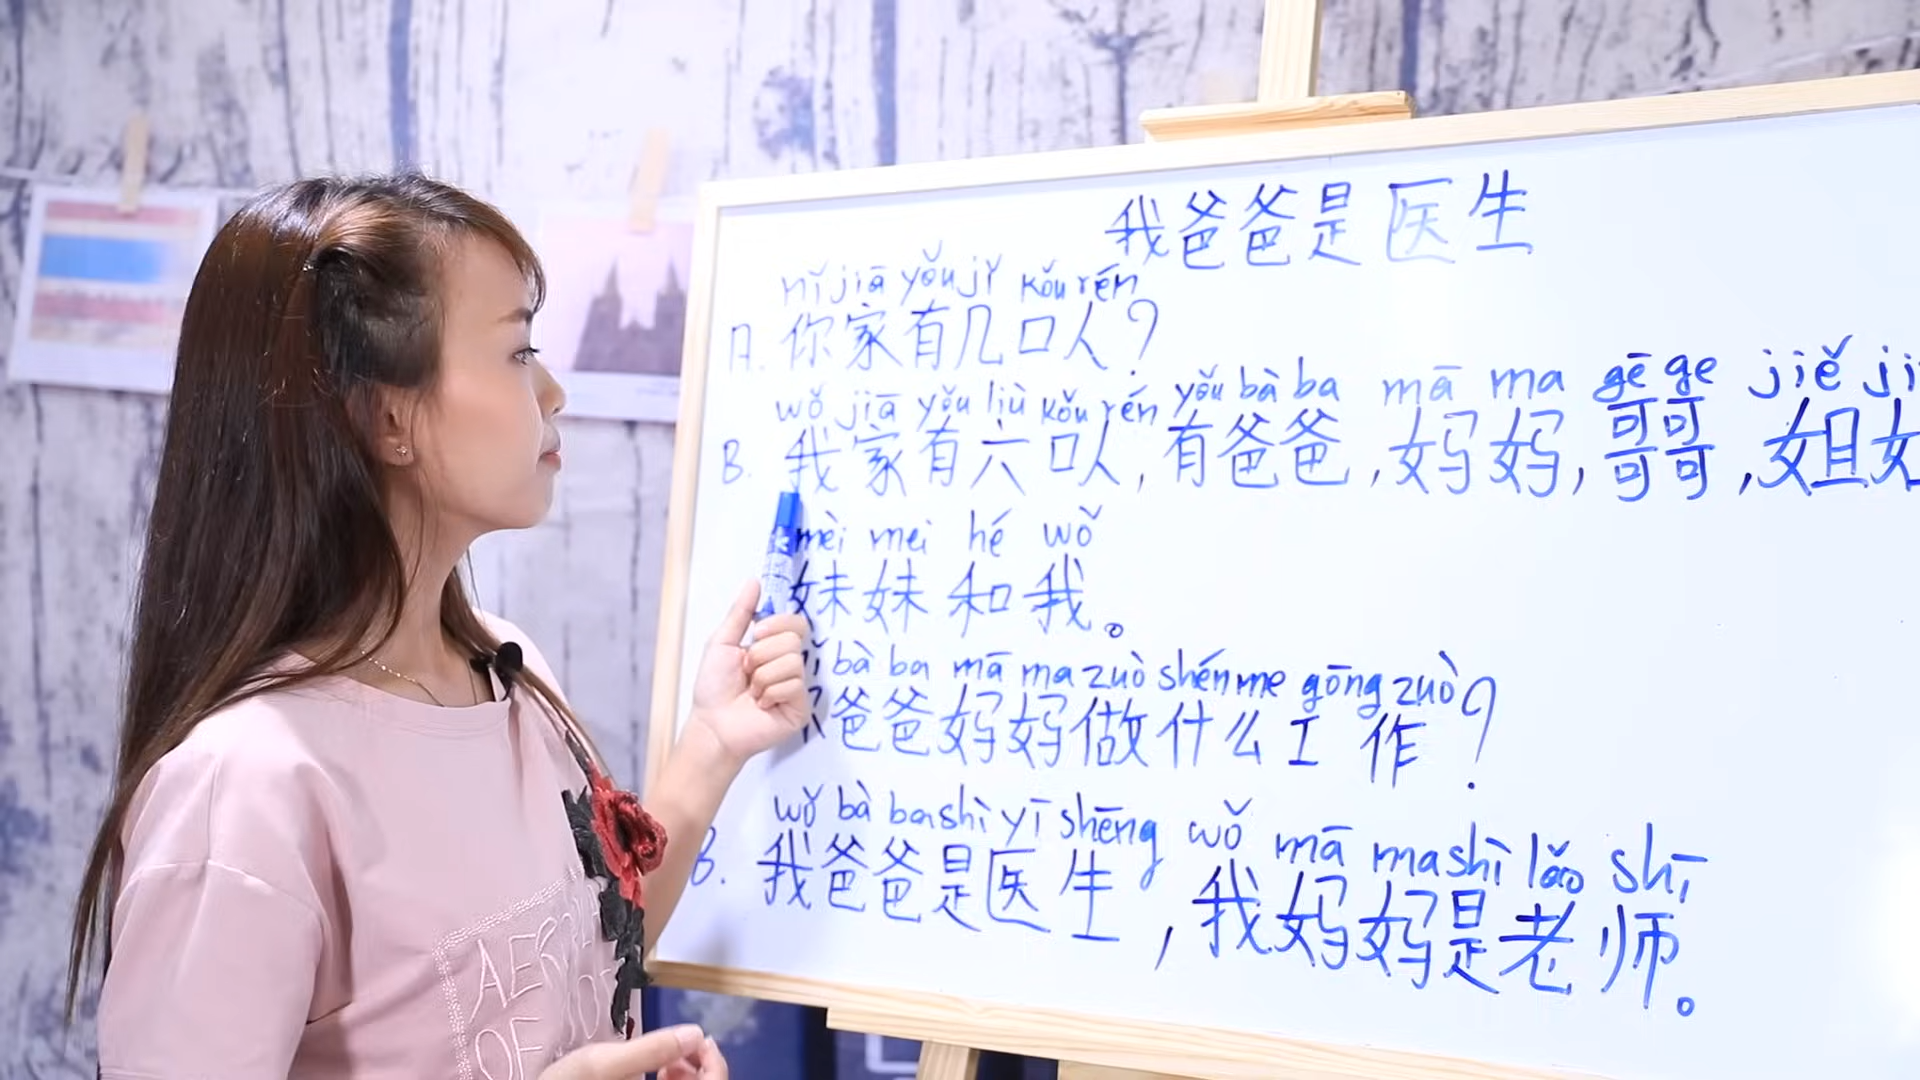 我爸爸是医生
nǐ jiā yǒu jǐ kǒu rén
A. 你家有几口人?
wǒ jiā yǒu liù kǒu rén yǒu bà ba mā ma gē ge jiě ji
B. 我家有六口人,有爸爸,妈妈,哥哥,姐
mèi mei hé wǒ
妹妹和我。
bà ba mā ma zuò shén me gōng zuò
爸爸妈妈做什么工作?
wǒ bà ba shì yī shēng wǒ mā ma shì lǎo shī
B. 我爸爸是医生,我妈妈是老师。
OF